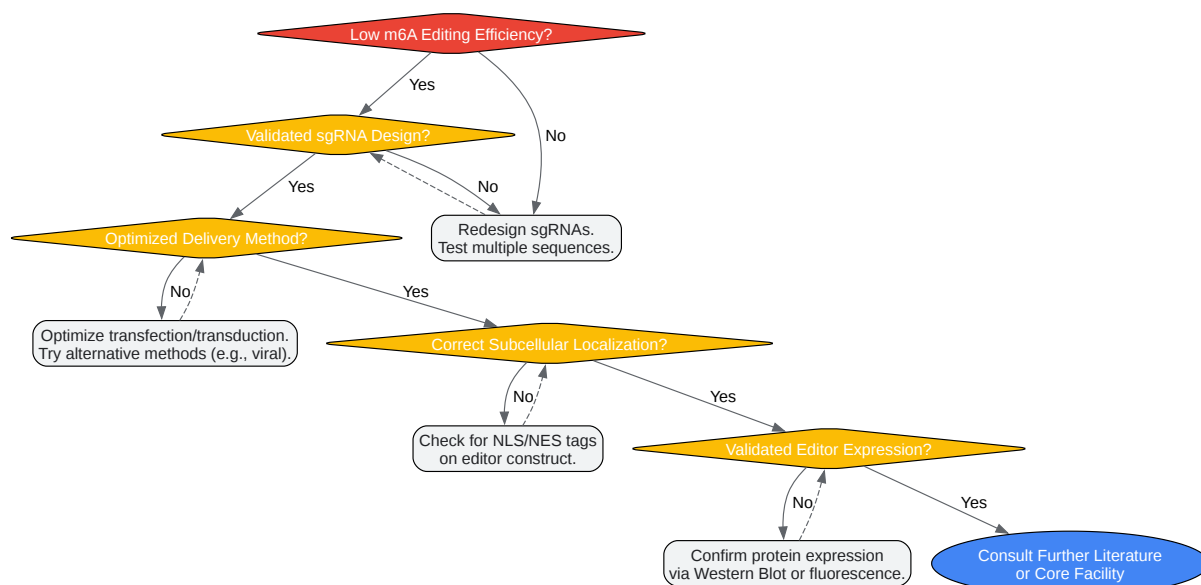 Low m6A Editing Efficiency?
Yes
No
Validated sgRNA Design?
Yes
No
Redesign sgRNAs.
Test multiple sequences.
Optimized Delivery Method?
No
Yes
Optimize transfection/transduction.
Try alternative methods (e.g., viral).
Correct Subcellular Localization?
No
Yes
Check for NLS/NES tags
on editor construct.
Validated Editor Expression?
No
Yes
Confirm protein expression
via Western Blot or fluorescence.
Consult Further Literature
or Core Facility